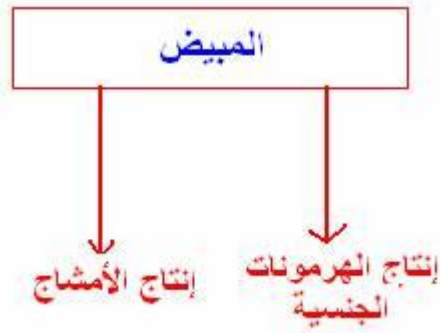 المبيض
إنتاج الهرمونات
الجنسية
إنتاج الأمشاج